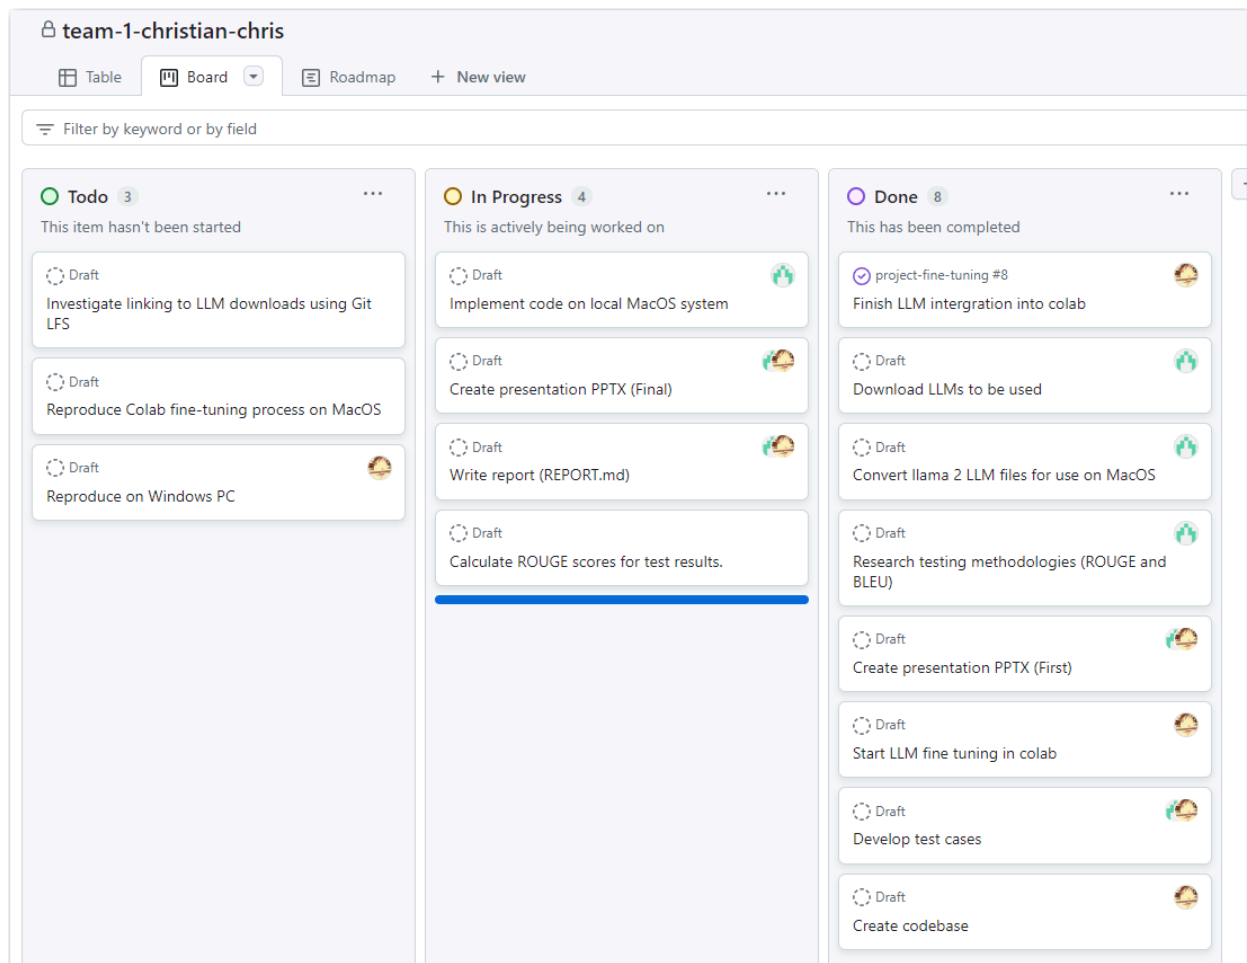 team-1-christian-chris
Table
Board
Roadmap
+ New view
Filter by keyword or by field
Todo 3
This item hasn't been started
Draft
Investigate linking to LLM downloads using Git
LFS
Draft
Reproduce Colab fine-tuning process on MacOS
Draft
Reproduce on Windows PC
In Progress 4
This is actively being worked on
Draft
Implement code on local MacOS system
Draft
Create presentation PPTX (Final)
Draft
Write report (REPORT.md)
Draft
Calculate ROUGE scores for test results.
Done 8
This has been completed
project-fine-tuning #8
Finish LLM intergration into colab
Draft
Download LLMs to be used
Draft
Convert llama 2 LLM files for use on MacOS
Draft
Research testing methodologies (ROUGE and
BLEU)
Draft
Create presentation PPTX (First)
Draft
Start LLM fine tuning in colab
Draft
Develop test cases
Draft
Create codebase